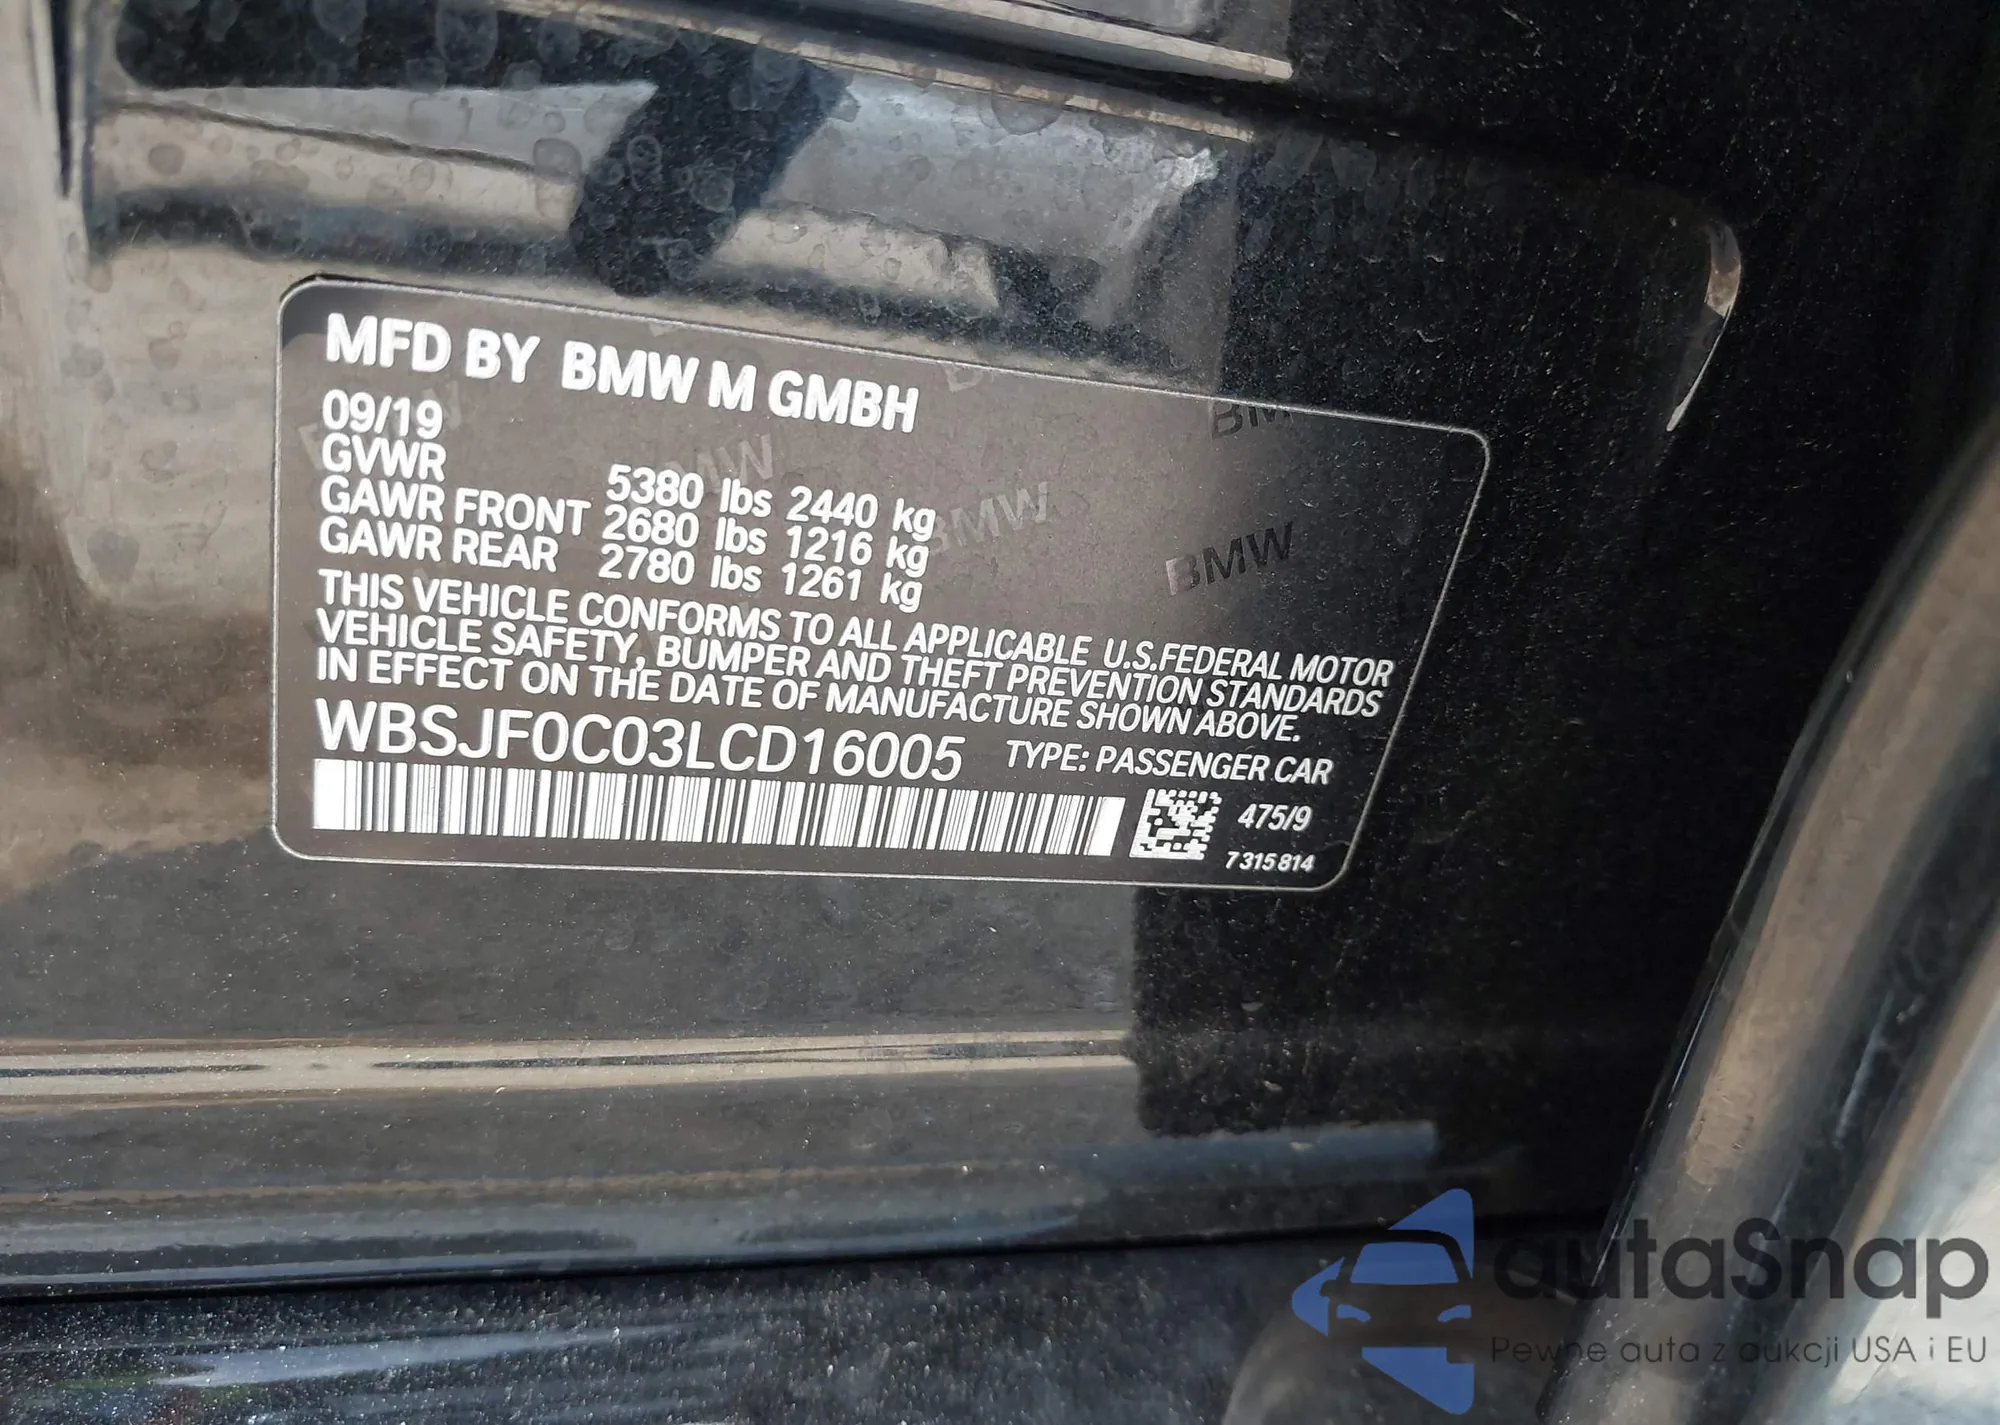 MFD BY BMW M GMBH
09/19
GVWR 5380 lbs 2440 kg
GAWR FRONT 2680 lbs 1216 kg
GAWR REAR 2780 lbs 1261 kg
THIS VEHICLE CONFORMS TO ALL APPLICABLE U.S.FEDERAL MOTOR
VEHICLE SAFETY, BUMPER AND THEFT PREVENTION STANDARDS
IN EFFECT ON THE DATE OF MANUFACTURE SHOWN ABOVE.
WBSJF0C03LCD16005 TYPE: PASSENGER CAR
475/9
7 315 814
BMW
BMW
autaSnap
Pewne auta z aukcji USA i EU